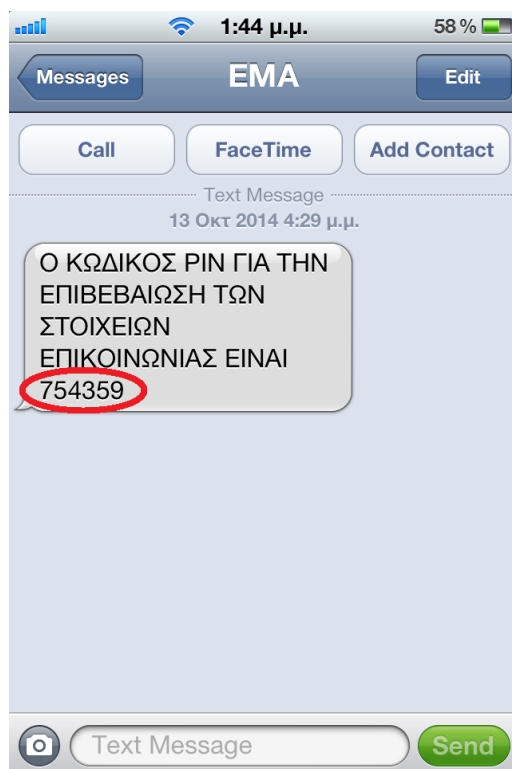 1:44 μ.μ.
58 %
Messages
EMA
Edit
Call
FaceTime
Add Contact
Text Message
13 Οκτ 2014 4:29 μ.μ.
Ο ΚΩΔΙΚΟΣ PIN ΓΙΑ ΤΗΝ
ΕΠΙΒΕΒΑΙΩΣΗ ΤΩΝ
ΣΤΟΙΧΕΙΩΝ
ΕΠΙΚΟΙΝΩΝΙΑΣ ΕΙΝΑΙ
754359
Text Message
Send